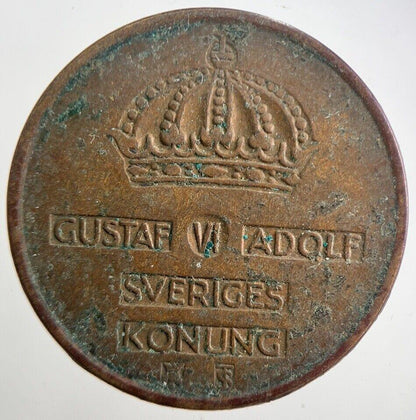 GUSTAF VI ADOLF
SVERIGES
KONUNG